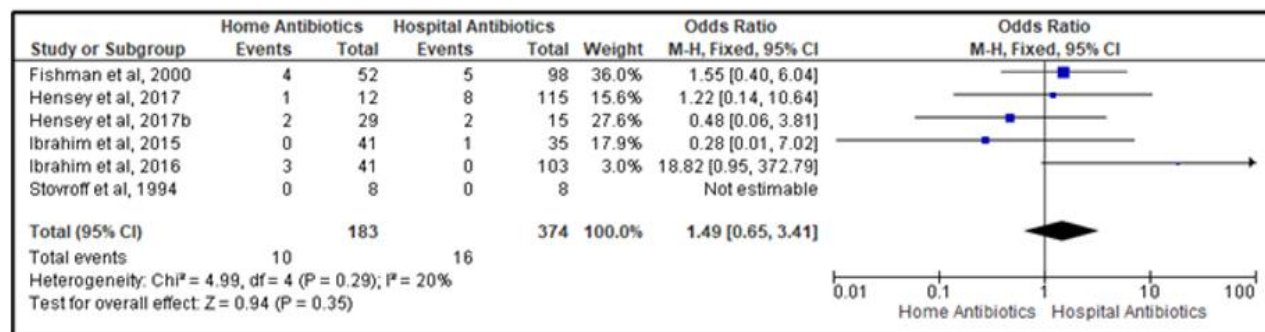 Home Antibiotics Hospital Antibiotics Odds Ratio Odds Ratio
Study or Subgroup Events Total Events Total Weight M-H, Fixed, 95% CI M-H, Fixed, 95% CI
Fishman et al, 2000 4 52 5 98 36.0% 1.55 [0.40, 6.04]
Hensey et al, 2017 1 12 8 115 15.6% 1.22 [0.14, 10.64]
Hensey et al, 2017b 2 29 2 15 27.6% 0.48 [0.06, 3.81]
Ibrahim et al, 2015 0 41 1 35 17.9% 0.28 [0.01, 7.02]
Ibrahim et al, 2016 3 41 0 103 3.0% 18.82 [0.95, 372.79]
Stovroff et al, 1994 0 8 0 8 Not estimable
Total (95% CI) 183 374 100.0% 1.49 [0.65, 3.41]
Total events 10 16
Heterogeneity: Chi² = 4.99, df = 4 (P = 0.29); I² = 20%
Test for overall effect: Z = 0.94 (P = 0.35)
0.01 0.1 1 10 100
Home Antibiotics Hospital Antibiotics